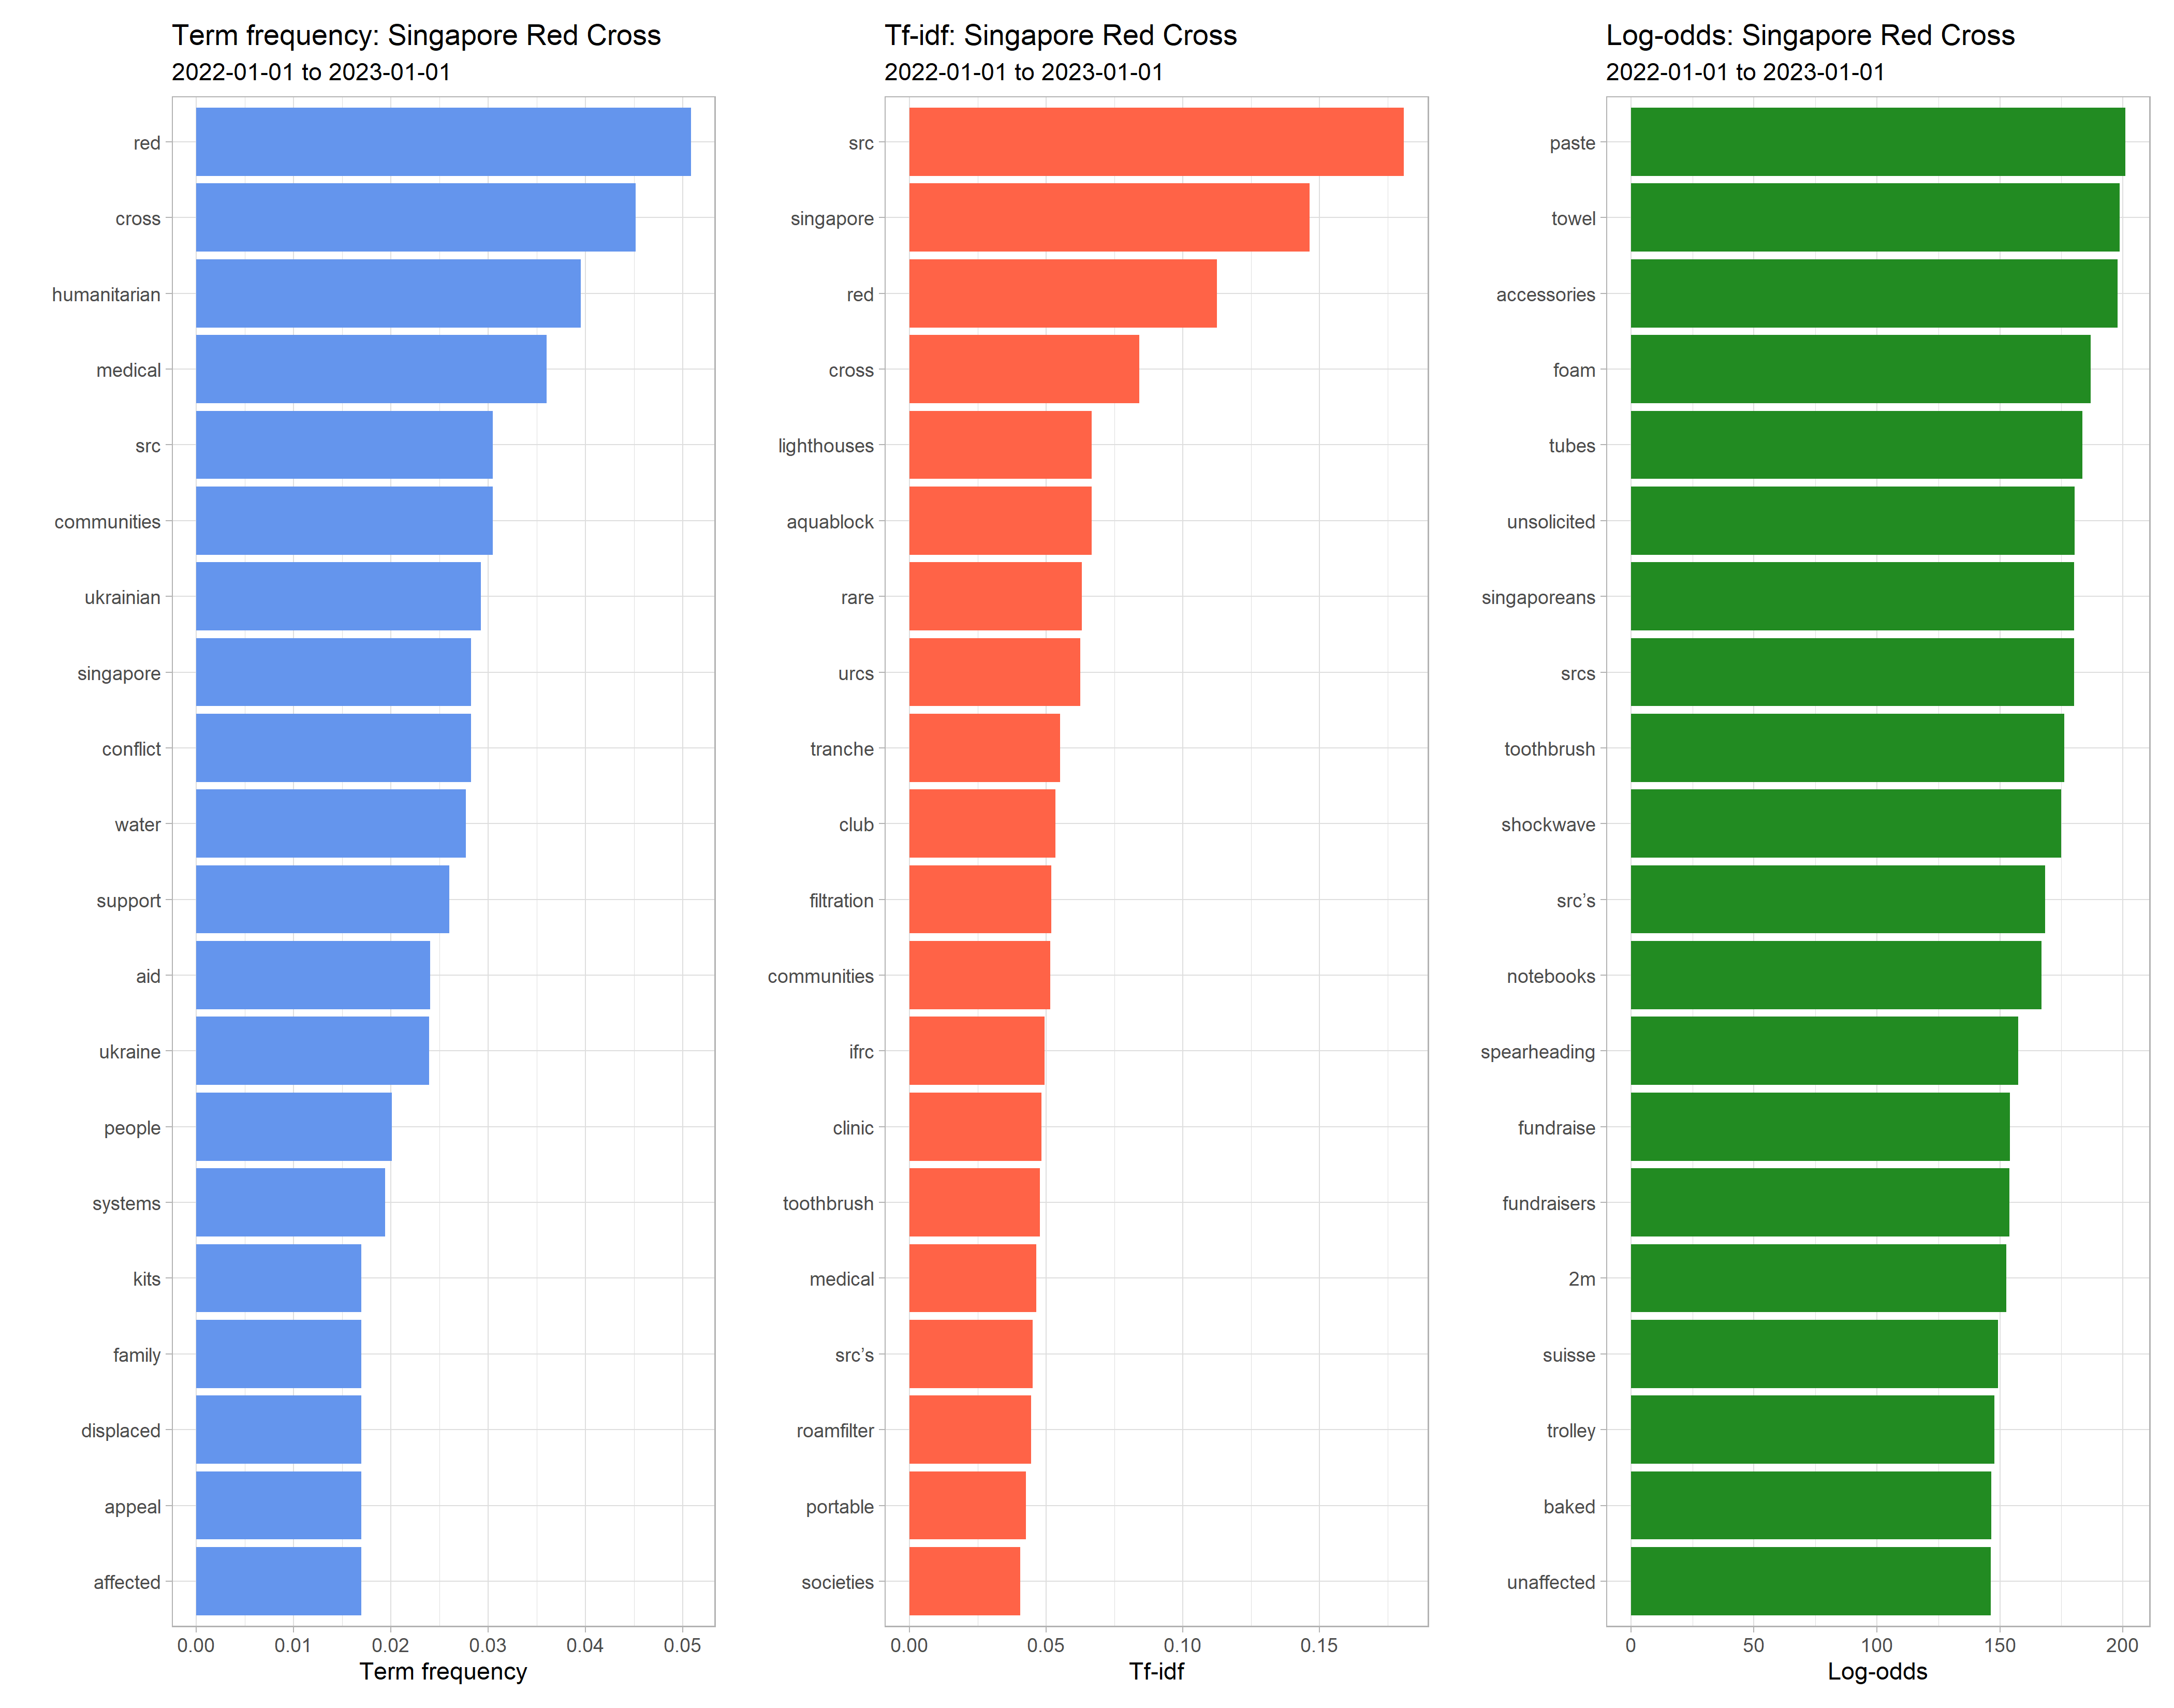 Term frequency: Singapore Red Cross
2022-01-01 to 2023-01-01
red
cross
humanitarian
medical
src
communities
ukrainian
singapore
conflict
water
support
aid
ukraine
people
systems
kits
family
displaced
appeal
affected
0.00 0.01 0.02 0.03 0.04 0.05
Term frequency
Tf-idf: Singapore Red Cross
2022-01-01 to 2023-01-01
src
singapore
red
cross
lighthouses
aquablock
rare
urcs
tranche
club
filtration
communities
ifrc
clinic
toothbrush
medical
src’s
roamfilter
portable
societies
0.00 0.05 0.10 0.15
Tf-idf
Log-odds: Singapore Red Cross
2022-01-01 to 2023-01-01
paste
towel
accessories
foam
tubes
unsolicited
singaporeans
srcs
toothbrush
shockwave
src’s
notebooks
spearheading
fundraise
fundraisers
2m
suisse
trolley
baked
unaffected
0 50 100 150 200
Log-odds